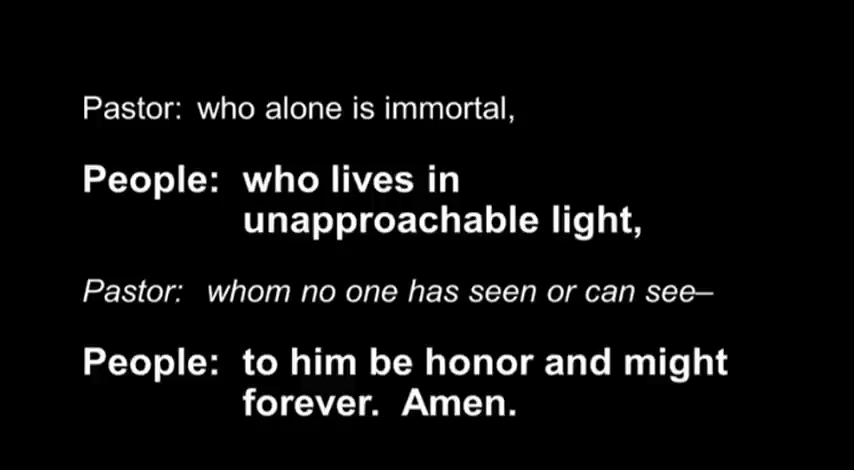 Pastor: who alone is immortal,
People: who lives in
unapproachable light,
Pastor: whom no one has seen or can see–
People: to him be honor and might
forever. Amen.